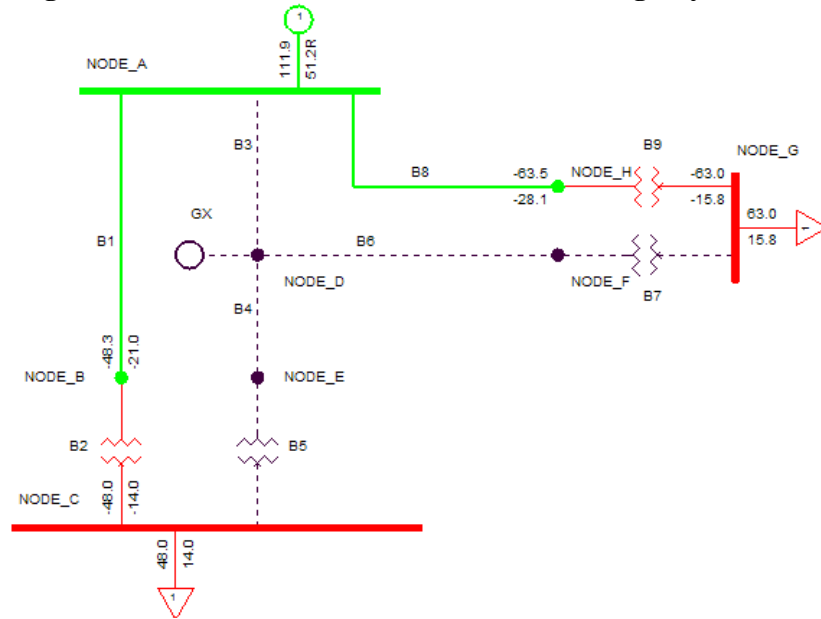 1
111.9
51.2R
NODE_A
B3
B9
NODE_G
B8
-63.5
-28.1
NODE_H
-63.0
-15.8
63.0
15.8
1
GX
B1
B6
NODE_D
NODE_F
B7
B4
-48.3
-21.0
NODE_B
NODE_E
B2
B5
NODE_C
-48.0
-14.0
48.0
14.0
1